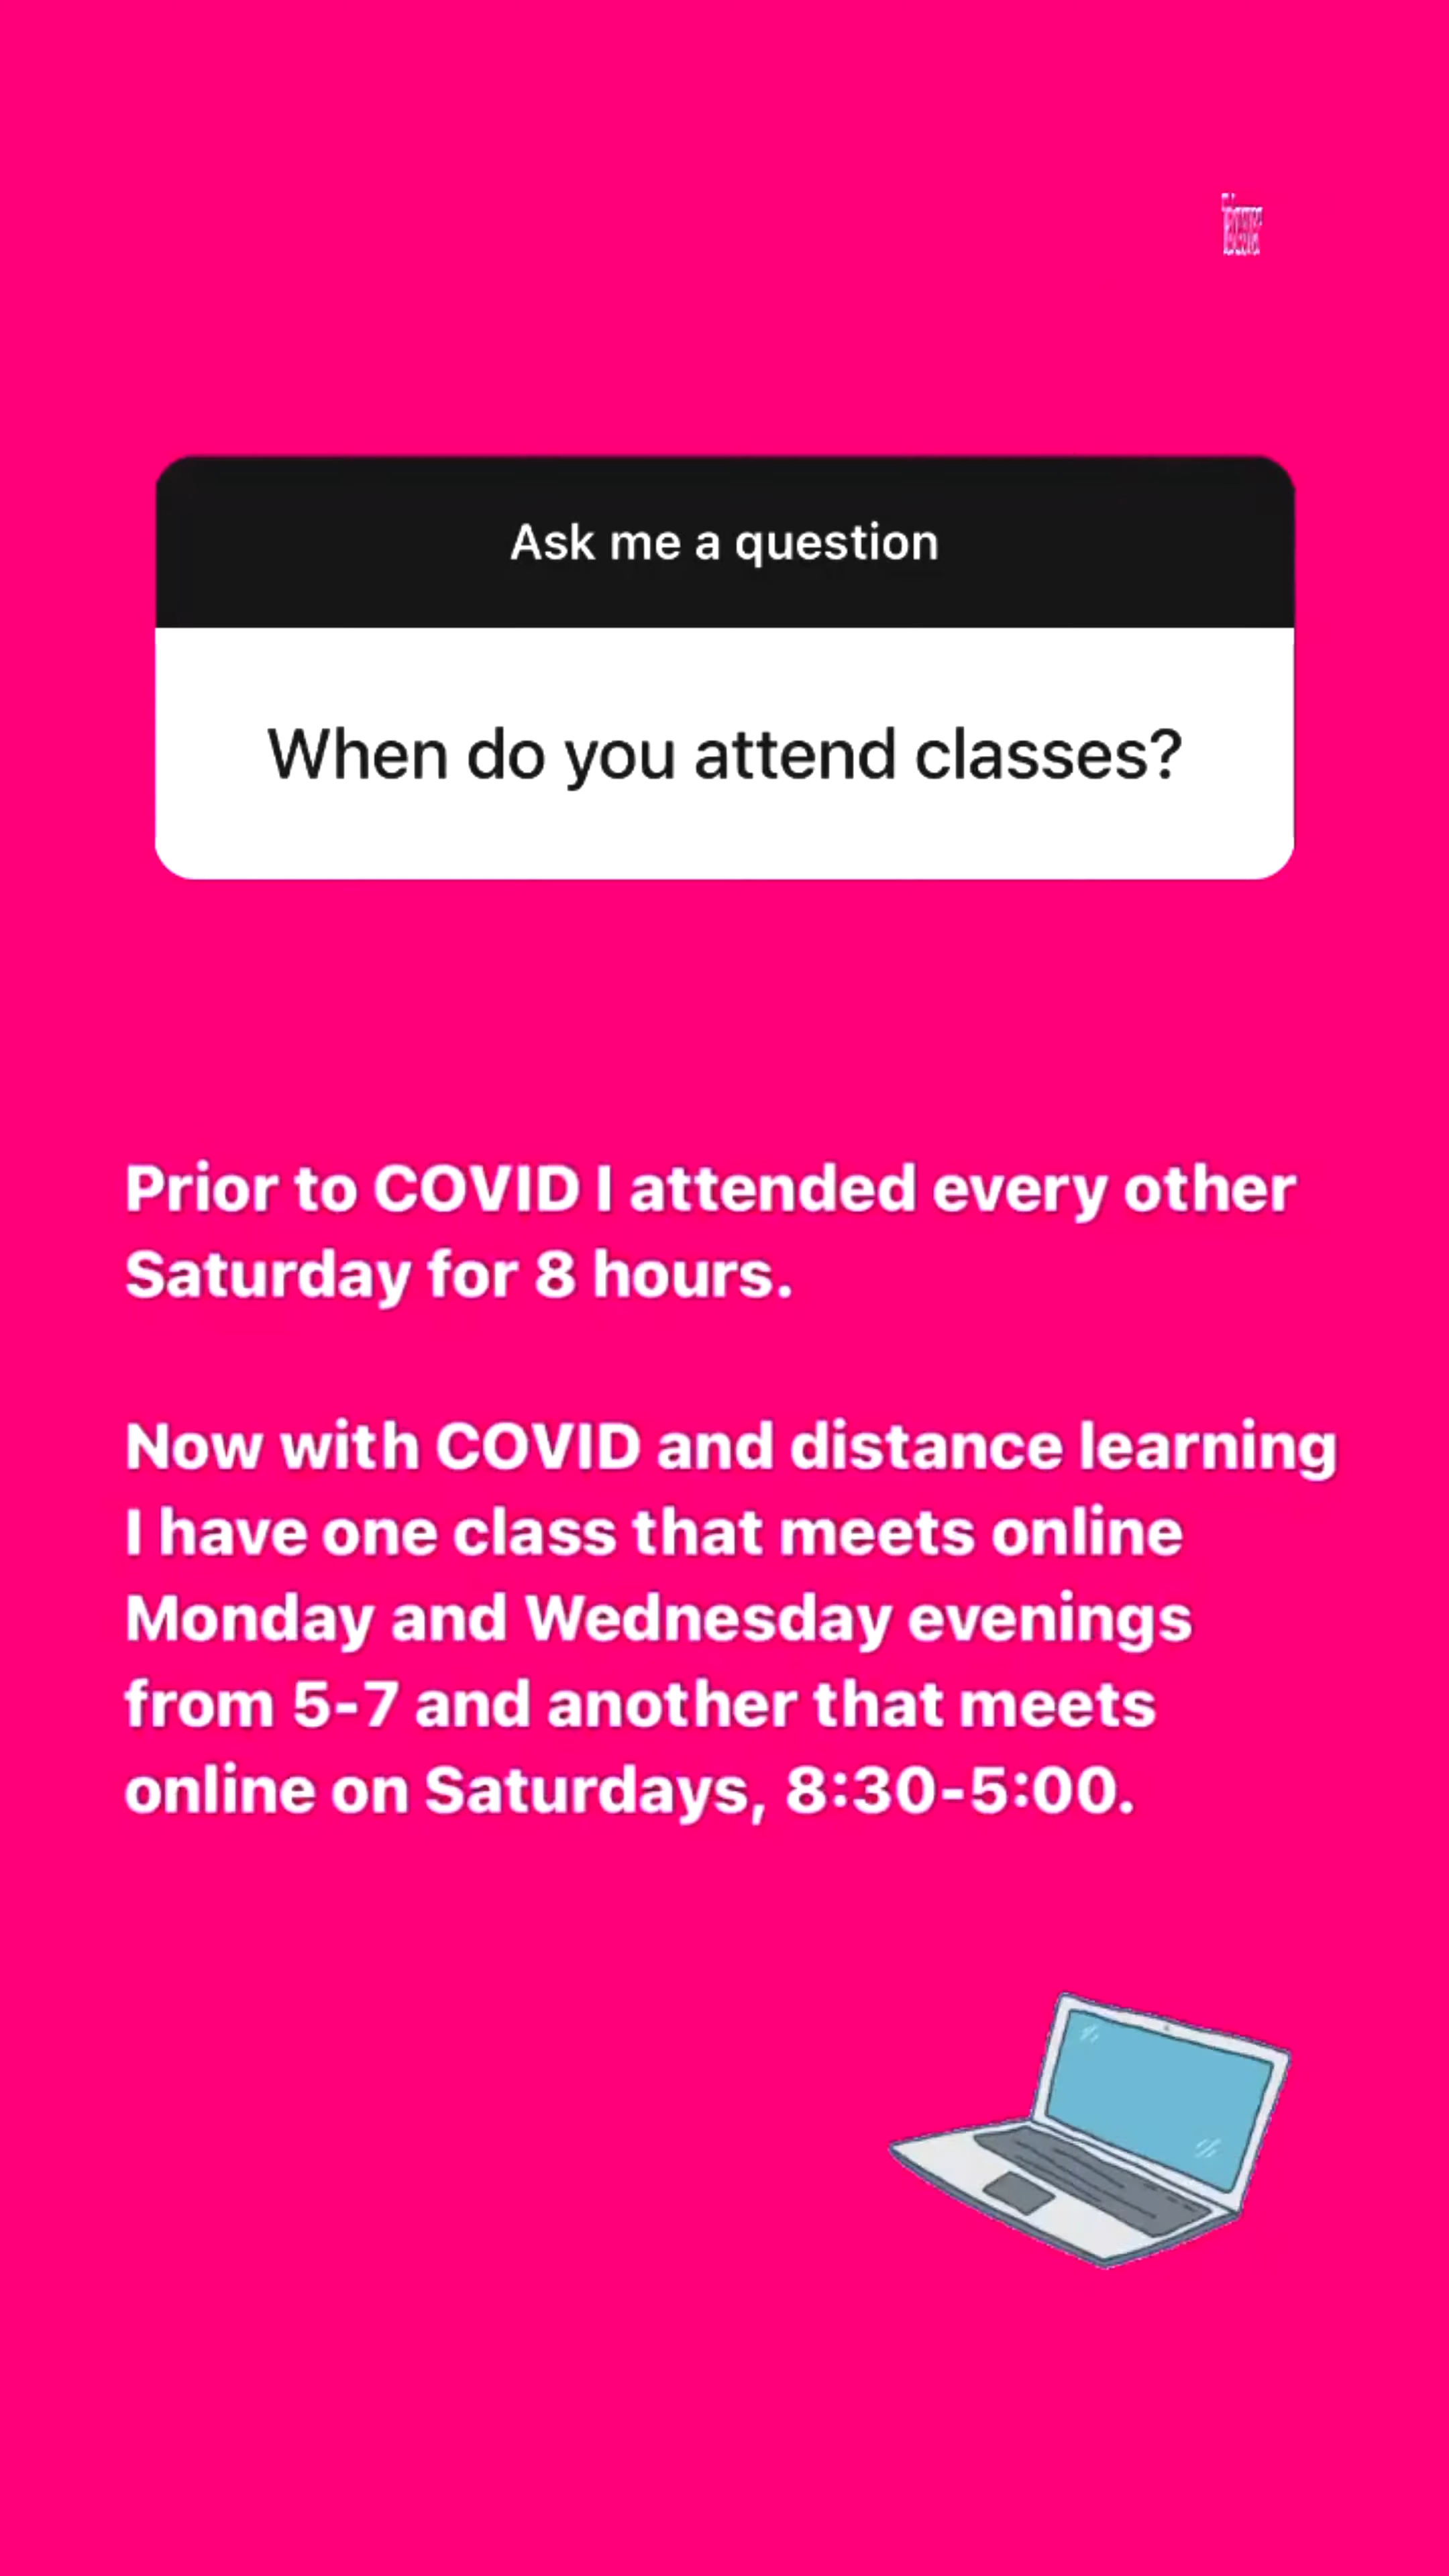 Ask me a question
When do you attend classes?
Prior to COVID I attended every other
Saturday for 8 hours.
Now with COVID and distance learning
I have one class that meets online
Monday and Wednesday evenings
from 5-7 and another that meets
online on Saturdays, 8:30-5:00.